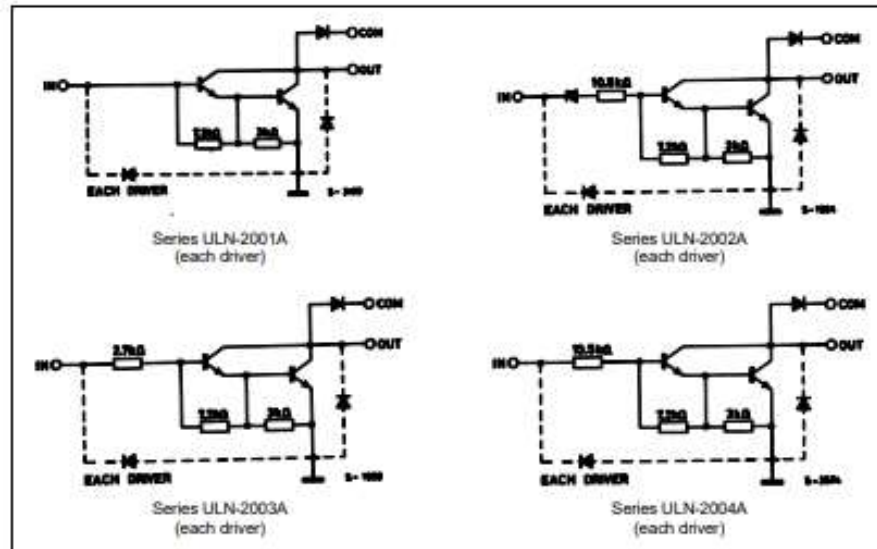 COM
IN
OUT
7.2kΩ 3kΩ
EACH DRIVER
Series ULN-2001A
(each driver)
COM
10.5kΩ
IN
OUT
7.2kΩ 3kΩ
EACH DRIVER
Series ULN-2002A
(each driver)
COM
2.7kΩ
IN
OUT
7.2kΩ 3kΩ
EACH DRIVER
Series ULN-2003A
(each driver)
COM
10.5kΩ
IN
OUT
7.2kΩ 3kΩ
EACH DRIVER
Series ULN-2004A
(each driver)